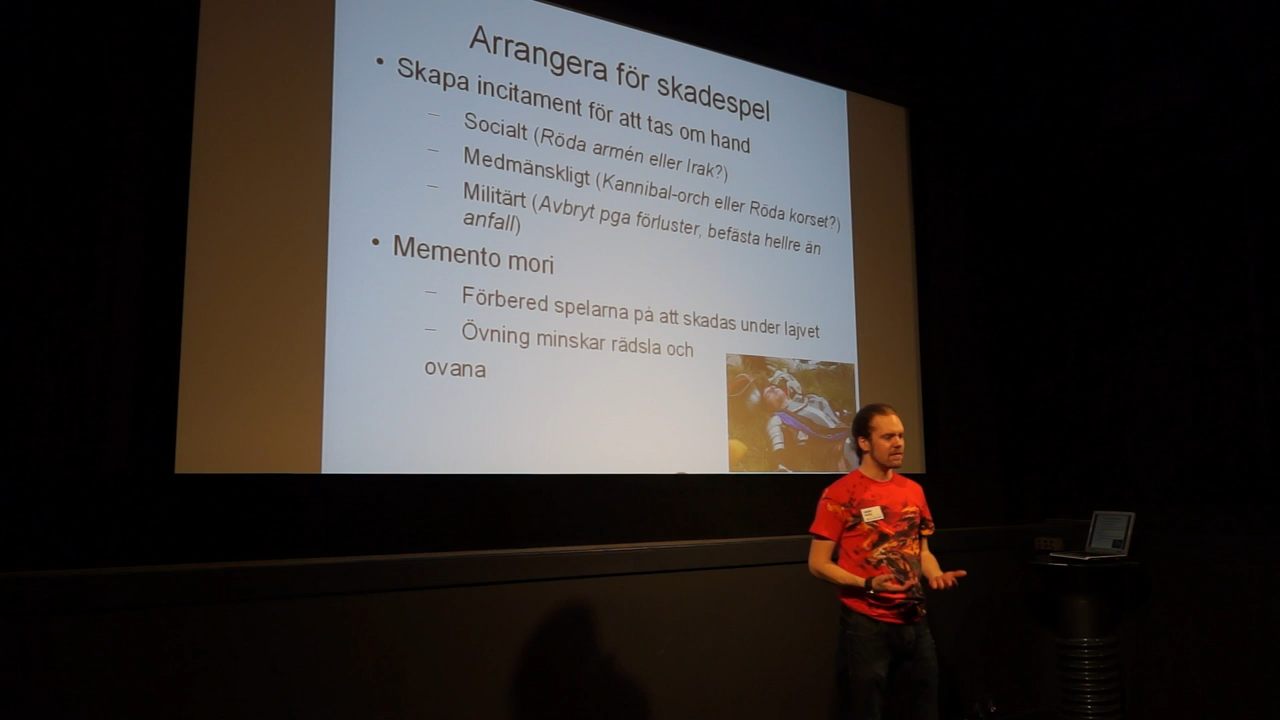 Arrangera för skadespel
• Skapa incitament för att tas om hand
– Socialt (Röda armén eller Irak?)
– Medmänskligt (Kannibal-orch eller Röda korset?)
– Militärt (Avbryt pga förluster, befästa hellre än
anfall)
• Memento mori
– Förbered spelarna på att skadas under lajvet
– Övning minskar rädsla och
ovana